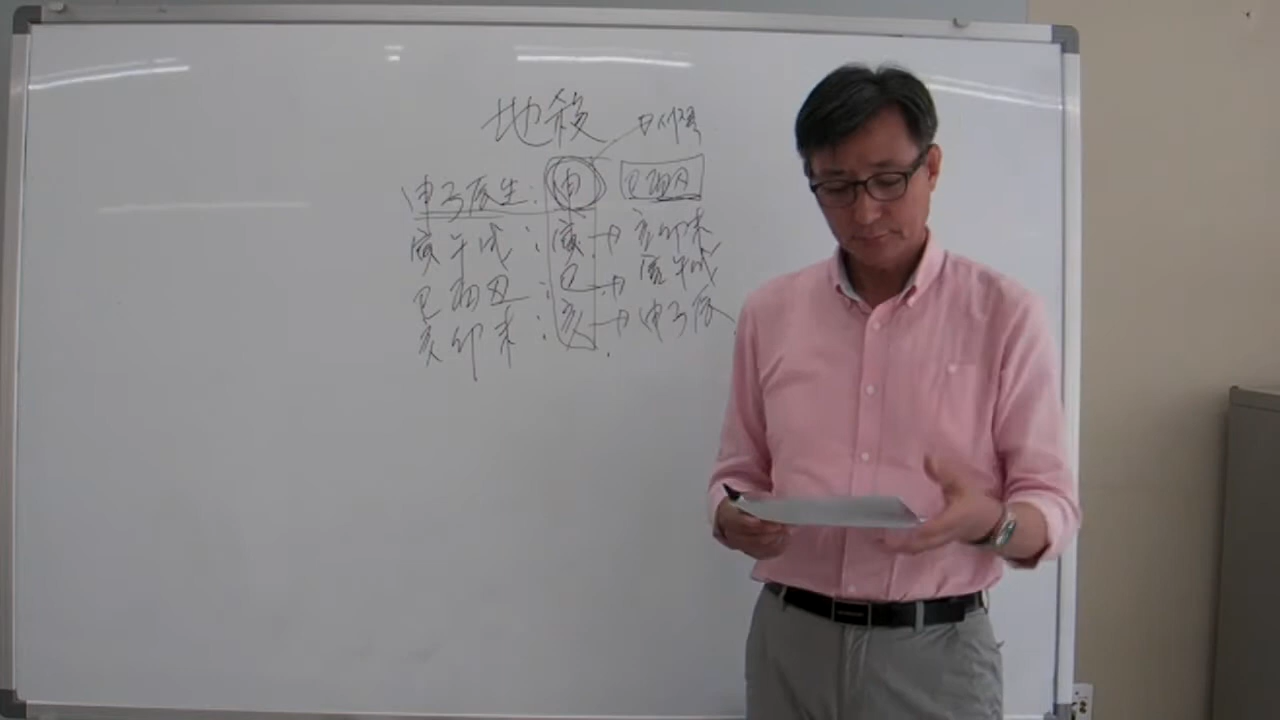 地殺
申子辰生 : 申 巳酉丑
寅午戌 : 寅 → 亥卯未
巳酉丑 : 巳 → 寅午戌
亥卯未 : 亥 → 申子辰